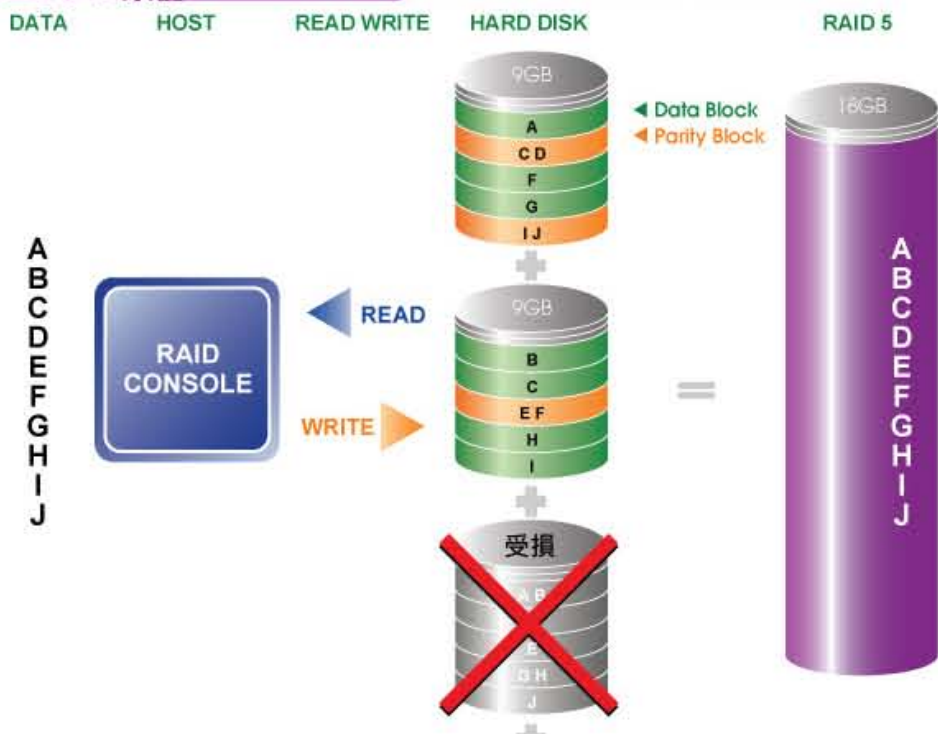 DATA HOST READ WRITE HARD DISK RAID 5
9GB
A
C D
F
G
I J
◄ Data Block
◄ Parity Block
18GB
A
B
C
D
E
F
G
H
I
J
RAID
CONSOLE
READ
WRITE
9GB
B
C
E F
H
I
A
B
C
D
E
F
G
H
I
J
受損
A B
E
G H
J